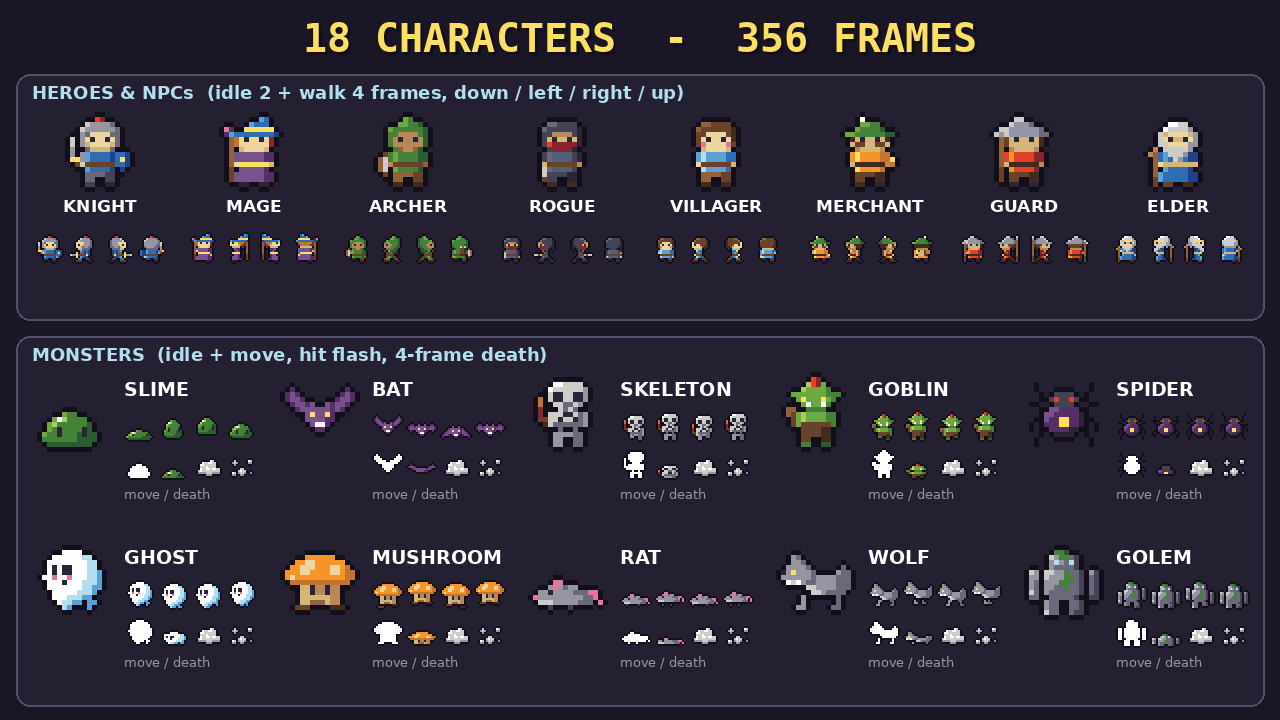 18 CHARACTERS - 356 FRAMES
HEROES & NPCs (idle 2 + walk 4 frames, down / left / right / up)
KNIGHT MAGE ARCHER ROGUE VILLAGER MERCHANT GUARD ELDER
MONSTERS (idle + move, hit flash, 4-frame death)
SLIME BAT SKELETON GOBLIN SPIDER
move / death move / death move / death move / death move / death
GHOST MUSHROOM RAT WOLF GOLEM
move / death move / death move / death move / death move / death